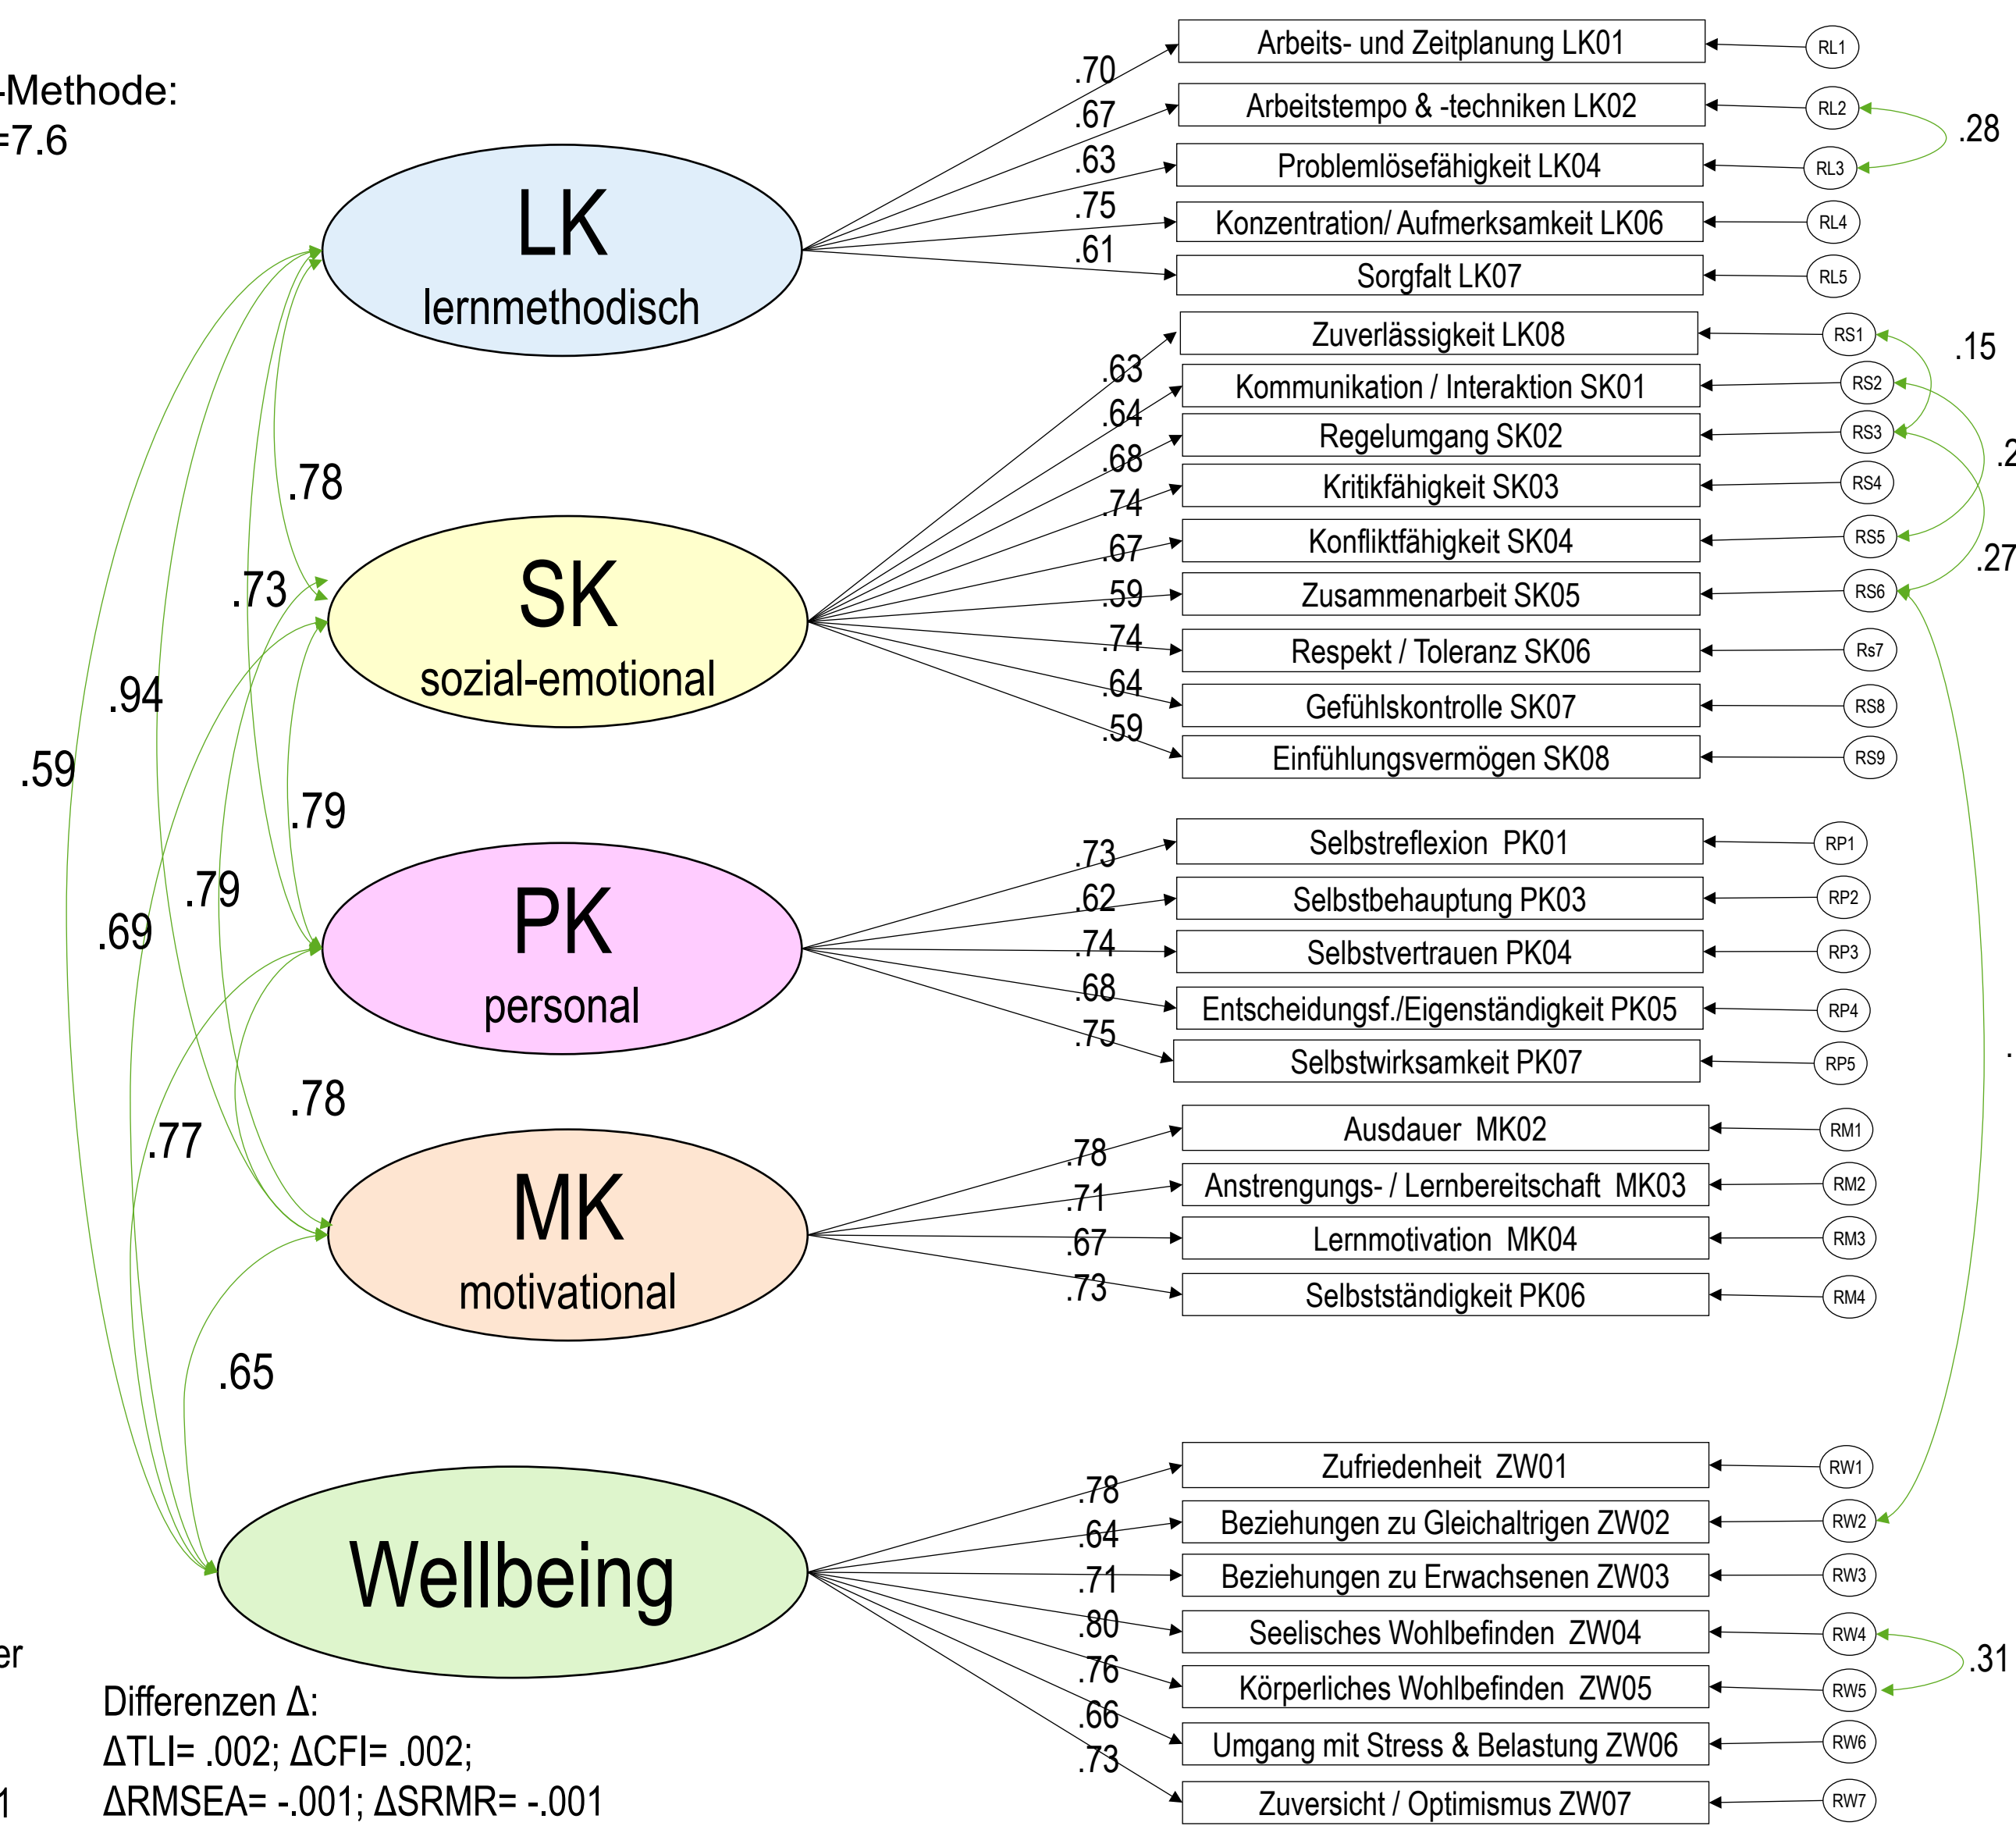 -Methode:
=7.6
LK
lernmethodisch
SK
sozial-emotional
PK
personal
MK
motivational
Wellbeing
.78
.73
.94
.59
.79
.79
.69
.78
.77
.65
.70
.67
.63
.75
.61
Arbeits- und Zeitplanung LK01
Arbeitstempo & -techniken LK02
Problemlösefähigkeit LK04
Konzentration/ Aufmerksamkeit LK06
Sorgfalt LK07
RL1
RL2
RL3
RL4
RL5
.28
.63
.64
.68
.74
.67
.59
.74
.64
.59
Zuverlässigkeit LK08
Kommunikation / Interaktion SK01
Regelumgang SK02
Kritikfähigkeit SK03
Konfliktfähigkeit SK04
Zusammenarbeit SK05
Respekt / Toleranz SK06
Gefühlskontrolle SK07
Einfühlungsvermögen SK08
RS1
RS2
RS3
RS4
RS5
RS6
Rs7
RS8
RS9
.15
.27
.73
.62
.74
.68
.75
Selbstreflexion PK01
Selbstbehauptung PK03
Selbstvertrauen PK04
Entscheidungsf./Eigenständigkeit PK05
Selbstwirksamkeit PK07
RP1
RP2
RP3
RP4
RP5
.78
.71
.67
.73
Ausdauer MK02
Anstrengungs- / Lernbereitschaft MK03
Lernmotivation MK04
Selbstständigkeit PK06
RM1
RM2
RM3
RM4
.78
.64
.71
.80
.76
.66
.73
Zufriedenheit ZW01
Beziehungen zu Gleichaltrigen ZW02
Beziehungen zu Erwachsenen ZW03
Seelisches Wohlbefinden ZW04
Körperliches Wohlbefinden ZW05
Umgang mit Stress & Belastung ZW06
Zuversicht / Optimismus ZW07
RW1
RW2
RW3
RW4
RW5
RW6
RW7
.31
er
1
Differenzen Δ:
ΔTLI= .002; ΔCFI= .002;
ΔRMSEA= -.001; ΔSRMR= -.001